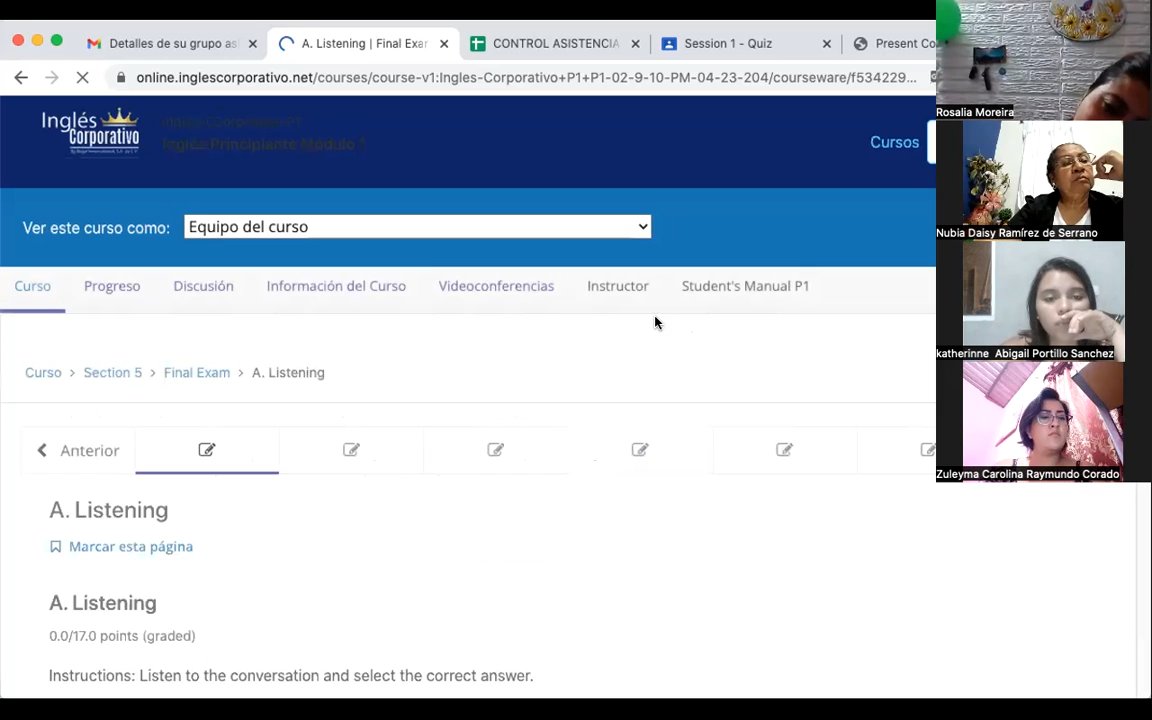 Detalles de su grupo as
A. Listening | Final Exar
CONTROL ASISTENCIA
Session 1 - Quiz
Present Co
online.inglescorporativo.net/courses/course-v1:Ingles-Corporativo+P1+P1-02-9-10-PM-04-23-204/courseware/f534229...
Inglés
Corporativo
Inglés Principiante Módulo 1
Cursos
Ver este curso como:
Equipo del curso
Curso
Progreso
Discusión
Información del Curso
Videoconferencias
Instructor
Student's Manual P1
Curso > Section 5 > Final Exam > A. Listening
Anterior
A. Listening
Marcar esta página
A. Listening
0.0/17.0 points (graded)
Instructions: Listen to the conversation and select the correct answer.
Rosalia Moreira
Nubia Daisy Ramírez de Serrano
katherinne Abigail Portillo Sanchez
Zuleyma Carolina Raymundo Corado